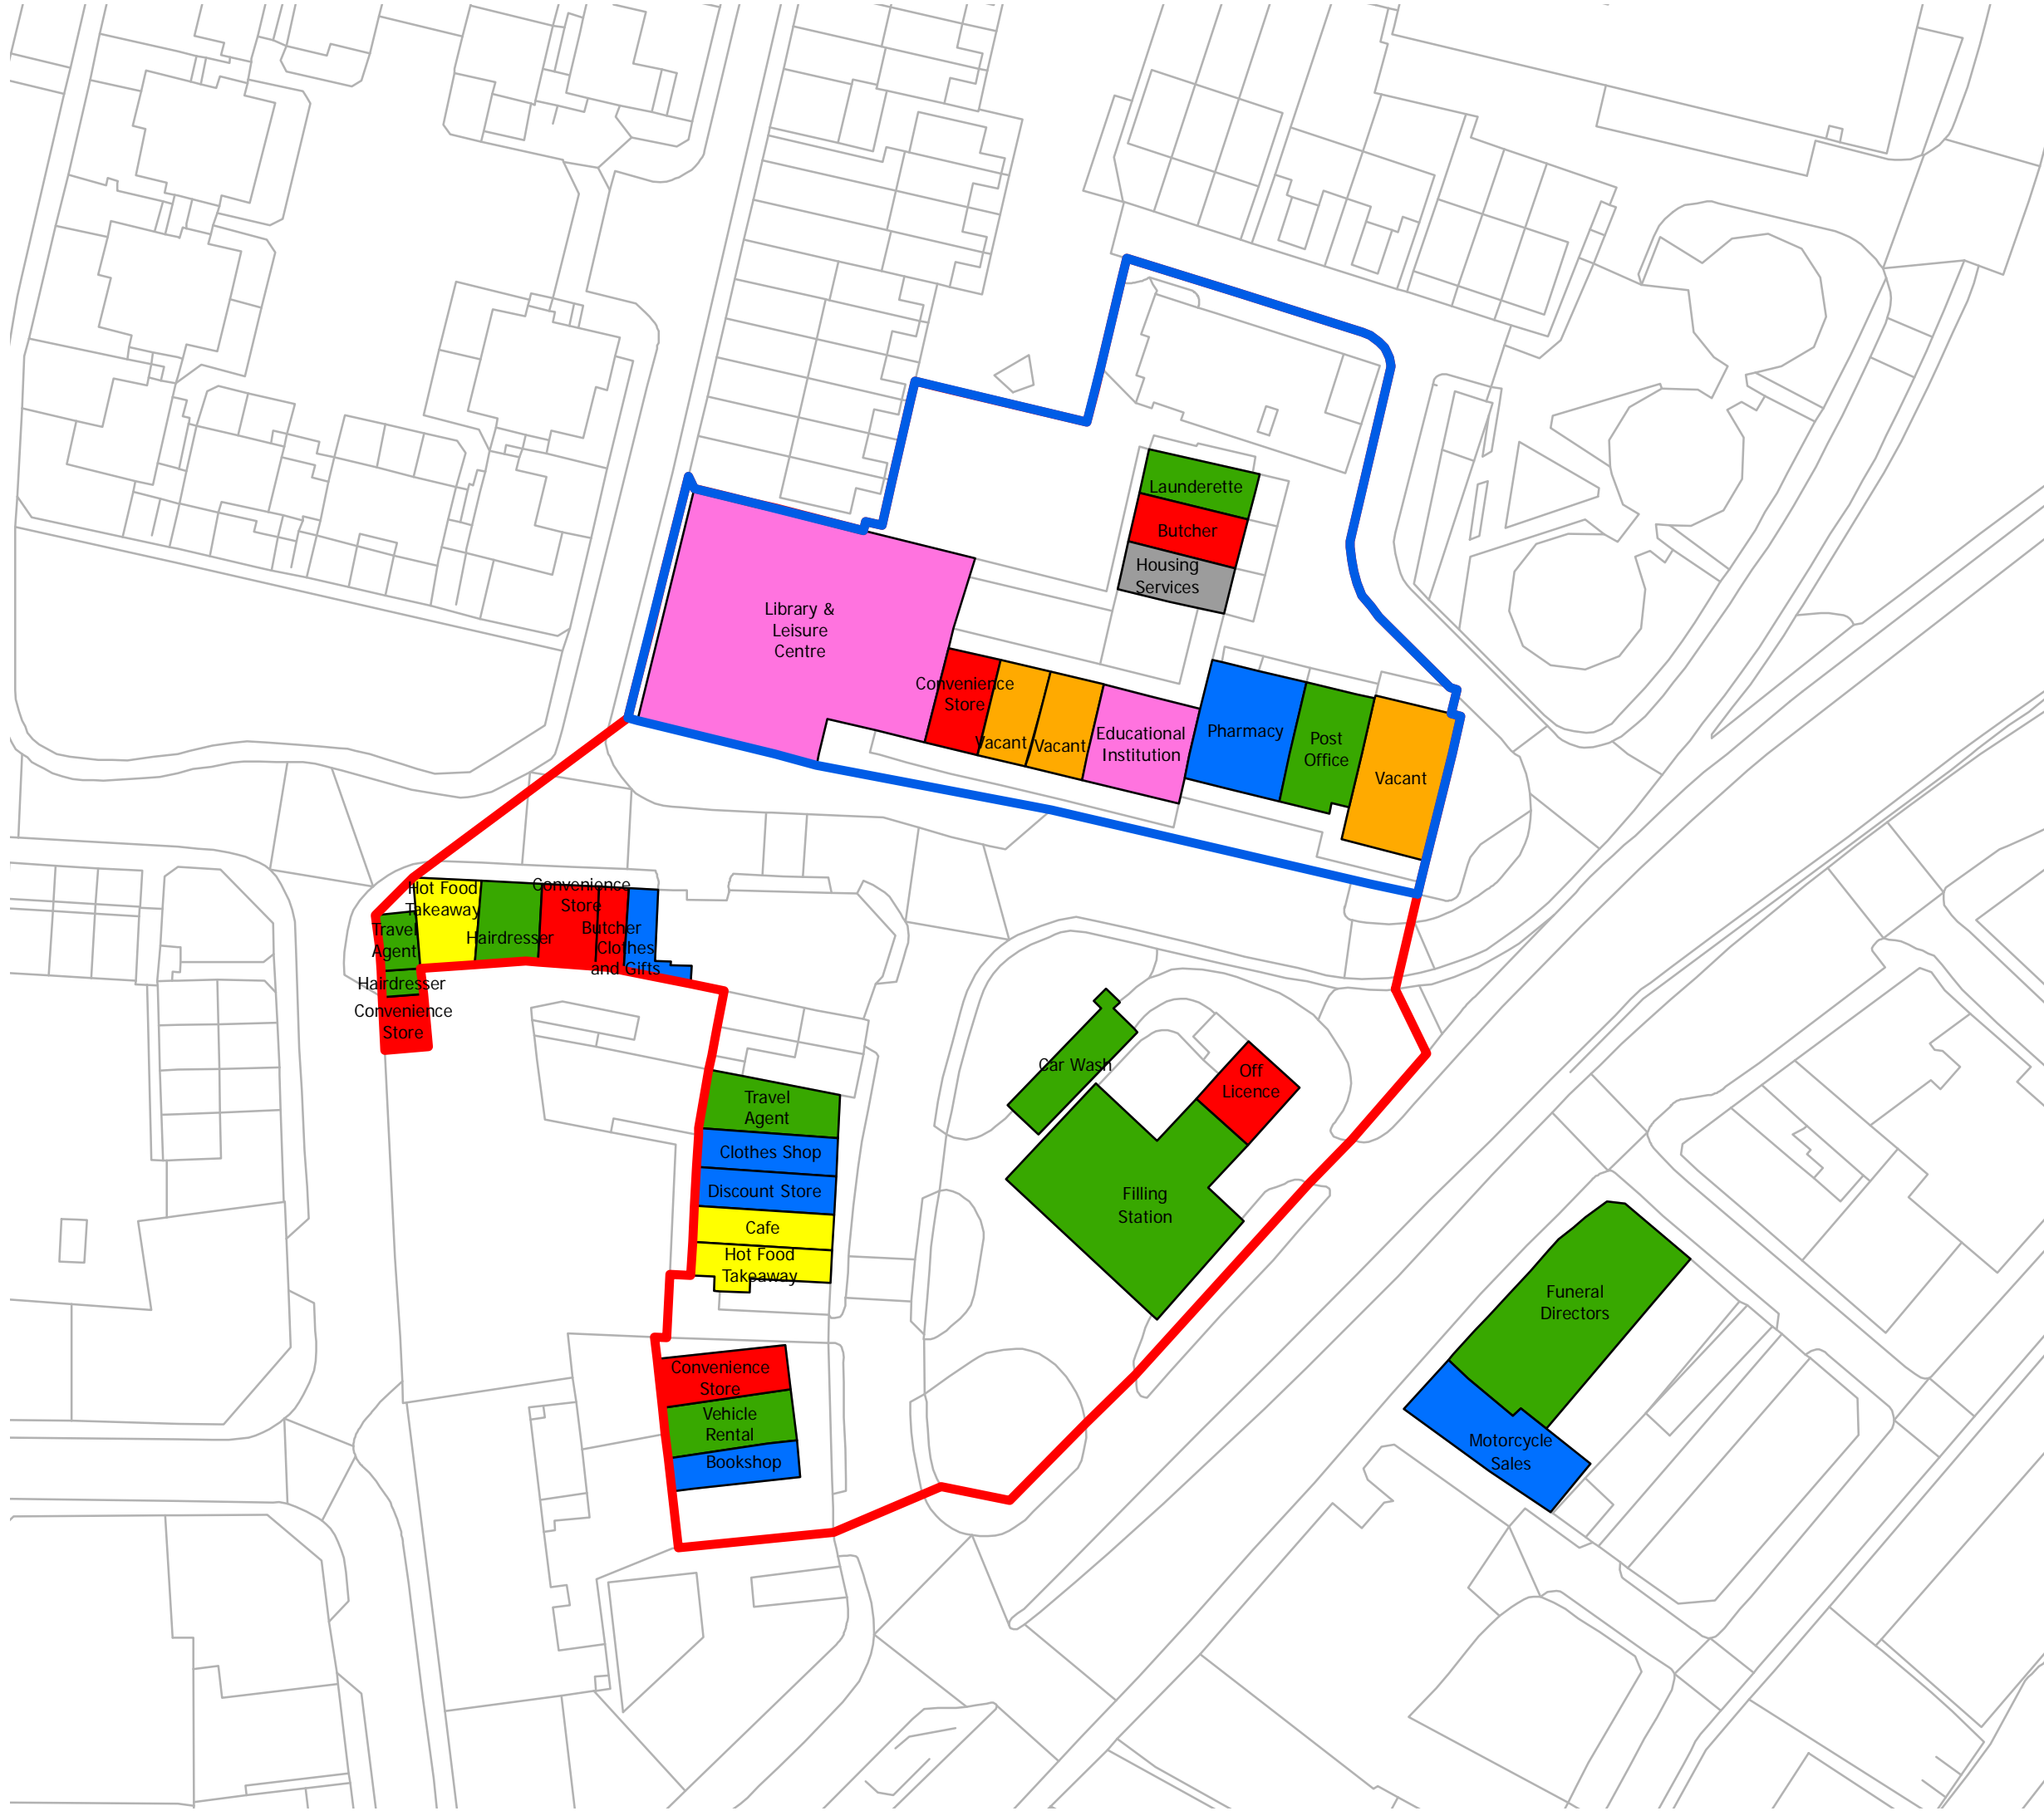 Launderette
Butcher
Housing
Services
Library &
Leisure
Centre
Convenience
Store
Vacant
Vacant
Educational
Institution
Pharmacy
Post
Office
Vacant
Hot Food
Takeaway
Convenience
Store
Travel
Agent
Hairdresser
Butcher
Clothes
and Gifts
Hairdresser
Convenience
Store
Car Wash
Off
Licence
Travel
Agent
Clothes Shop
Discount Store
Cafe
Hot Food
Takeaway
Filling
Station
Funeral
Directors
Convenience
Store
Vehicle
Rental
Bookshop
Motorcycle
Sales